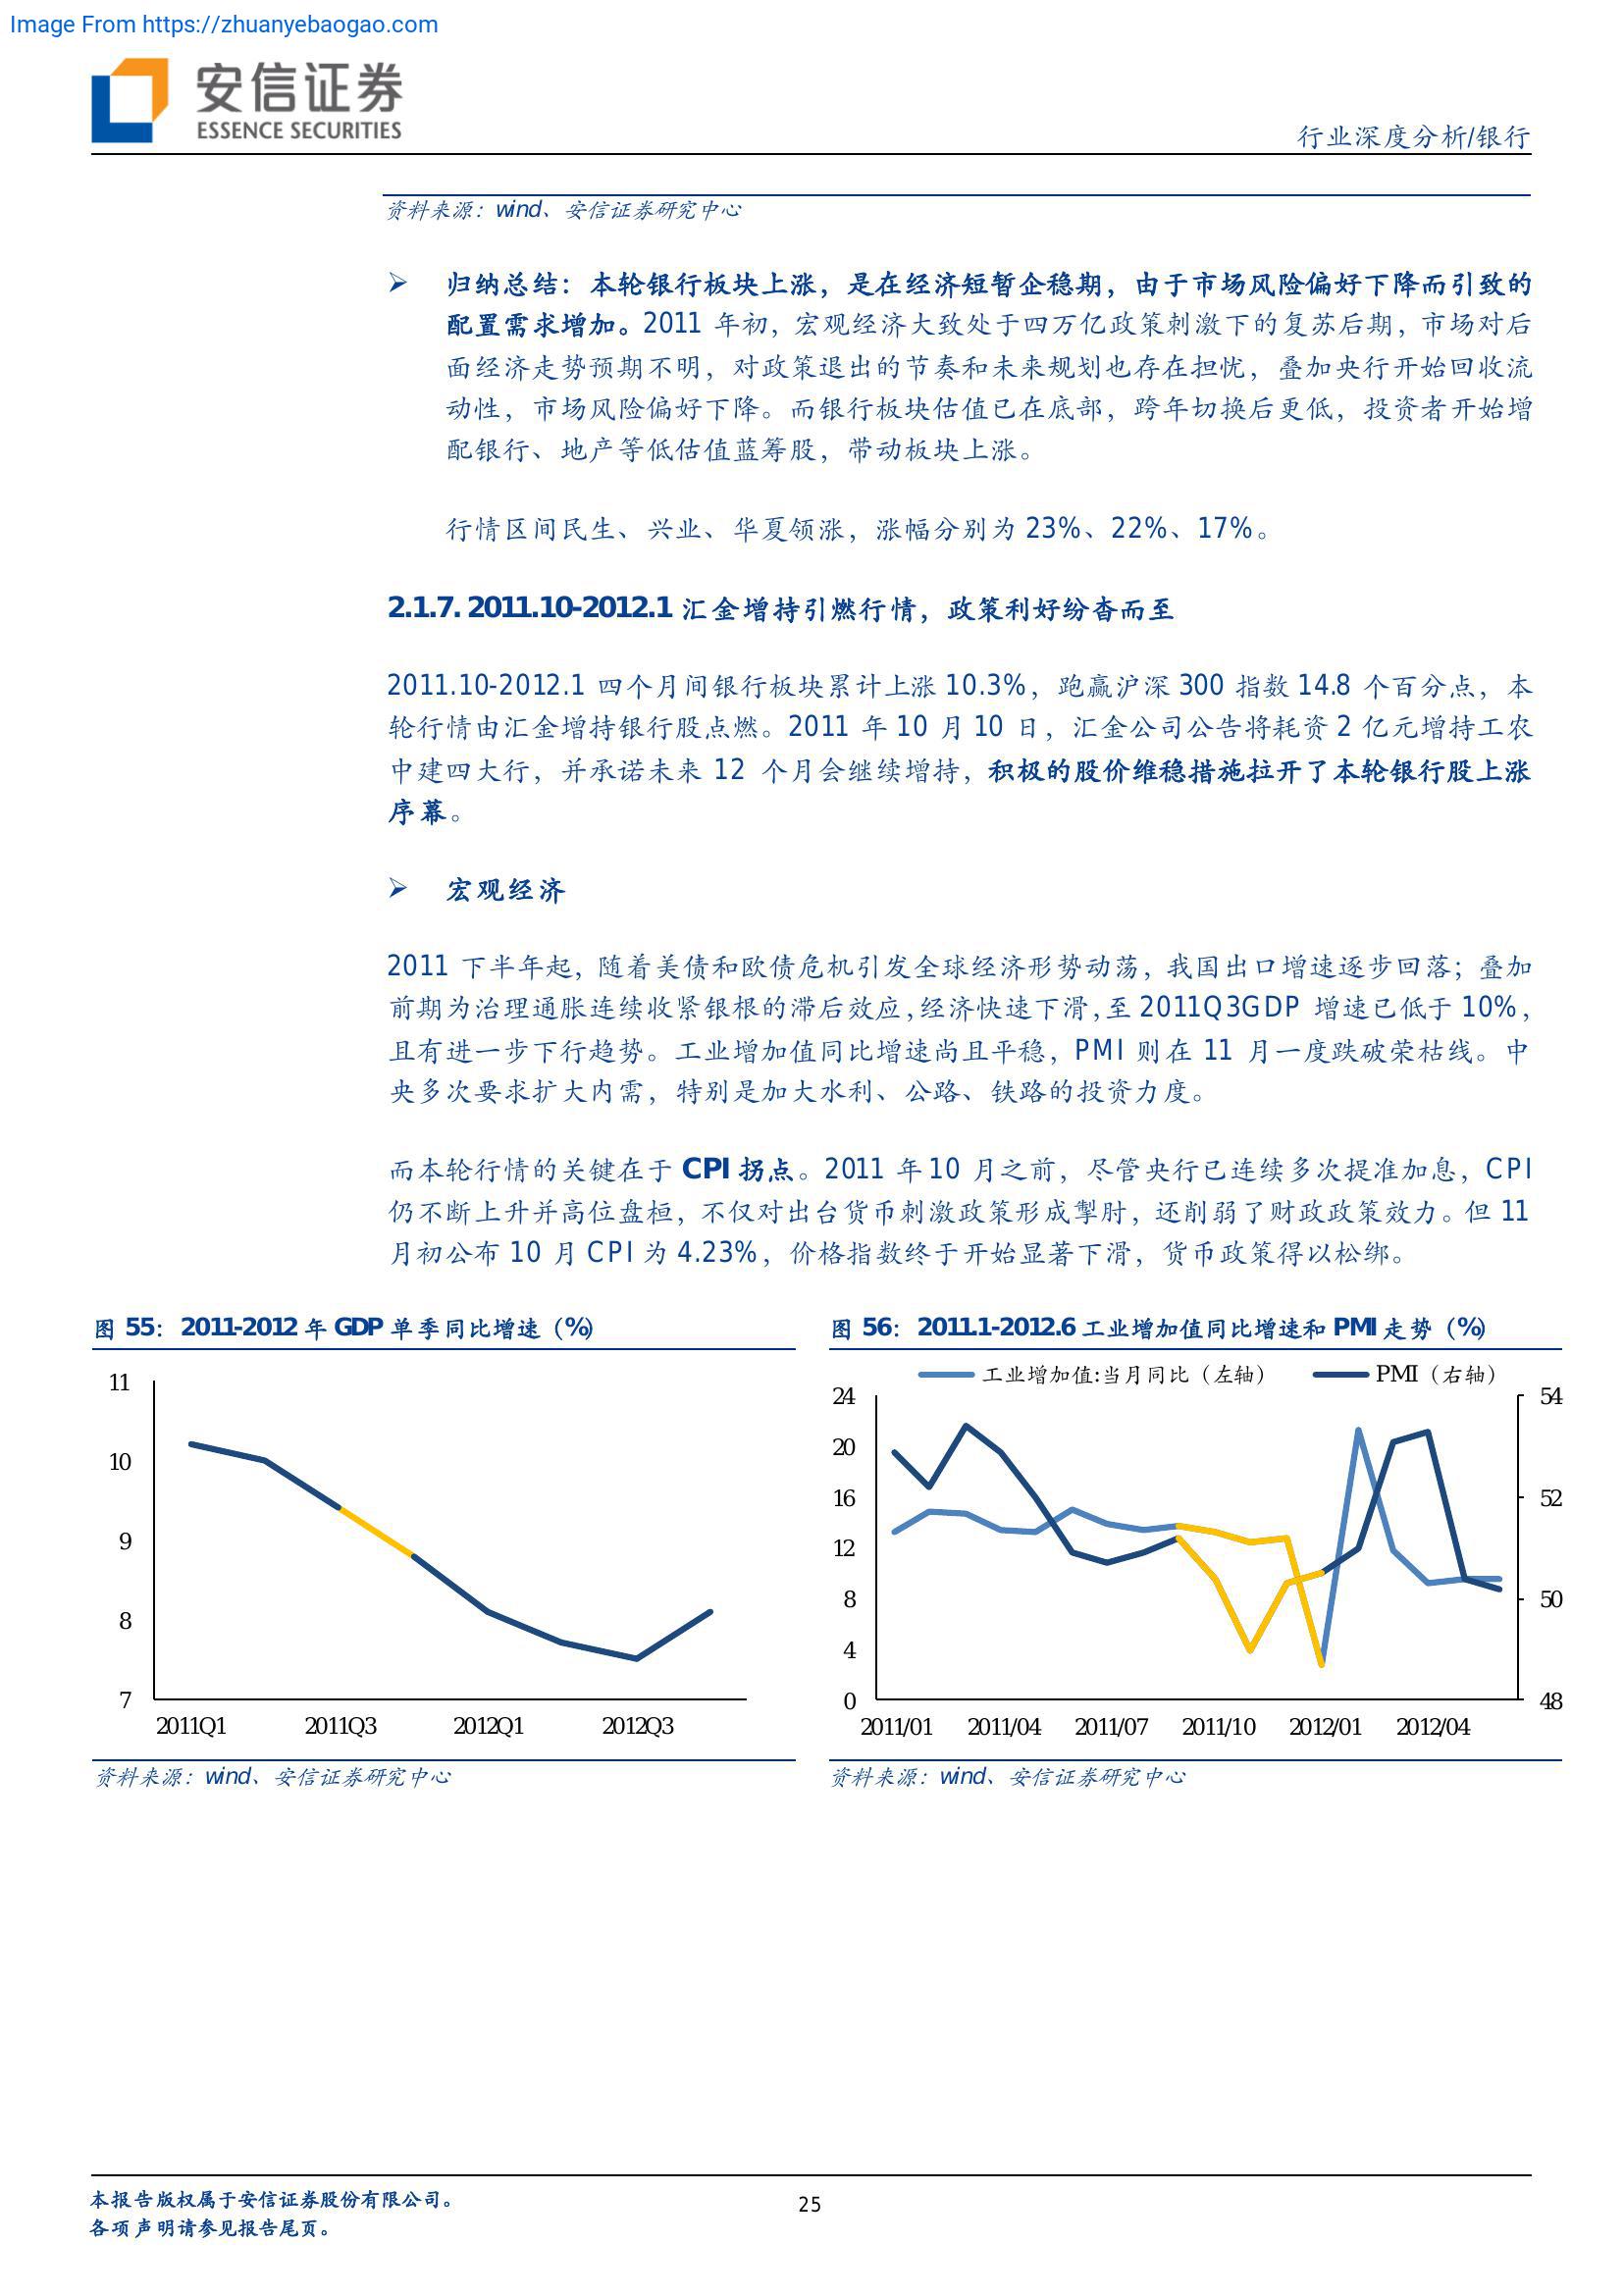 Image From https://zhuanyebaogao.com
安信证券
ESSENCE SECURITIES
行业深度分析/银行
资料来源：wind、安信证券研究中心
➢ 归纳总结：本轮银行板块上涨，是在经济短暂企稳期，由于市场风险偏好下降而引致的
配置需求增加。2011 年初，宏观经济大致处于四万亿政策刺激下的复苏后期，市场对后
面经济走势预期不明，对政策退出的节奏和未来规划也存在担忧，叠加央行开始回收流
动性，市场风险偏好下降。而银行板块估值已在底部，跨年切换后更低，投资者开始增
配银行、地产等低估值蓝筹股，带动板块上涨。
行情区间民生、兴业、华夏领涨，涨幅分别为 23%、22%、17%。
2.1.7. 2011.10-2012.1 汇金增持引燃行情，政策利好纷沓而至
2011.10-2012.1 四个月间银行板块累计上涨 10.3%，跑赢沪深 300 指数 14.8 个百分点，本
轮行情由汇金增持银行股点燃。2011 年 10 月 10 日，汇金公司公告将耗资 2 亿元增持工农
中建四大行，并承诺未来 12 个月会继续增持，积极的股价维稳措施拉开了本轮银行股上涨
序幕。
➢ 宏观经济
2011 下半年起，随着美债和欧债危机引发全球经济形势动荡，我国出口增速逐步回落；叠加
前期为治理通胀连续收紧银根的滞后效应，经济快速下滑，至 2011Q3GDP 增速已低于 10%，
且有进一步下行趋势。工业增加值同比增速尚且平稳，PMI 则在 11 月一度跌破荣枯线。中
央多次要求扩大内需，特别是加大水利、公路、铁路的投资力度。
而本轮行情的关键在于 CPI 拐点。2011 年 10 月之前，尽管央行已连续多次提准加息，CPI
仍不断上升并高位盘桓，不仅对出台货币刺激政策形成掣肘，还削弱了财政政策效力。但 11
月初公布 10 月 CPI 为 4.23%，价格指数终于开始显著下滑，货币政策得以松绑。
图 55：2011-2012 年 GDP 单季同比增速（%）
11
10
9
8
7
2011Q1 2011Q3 2012Q1 2012Q3
资料来源：wind、安信证券研究中心
图 56：2011.1-2012.6 工业增加值同比增速和 PMI 走势（%）
工业增加值:当月同比（左轴） PMI（右轴）
24 54
20
16 52
12
8 50
4
0 48
2011/01 2011/04 2011/07 2011/10 2012/01 2012/04
资料来源：wind、安信证券研究中心
本报告版权属于安信证券股份有限公司。
25
各项声明请参见报告尾页。